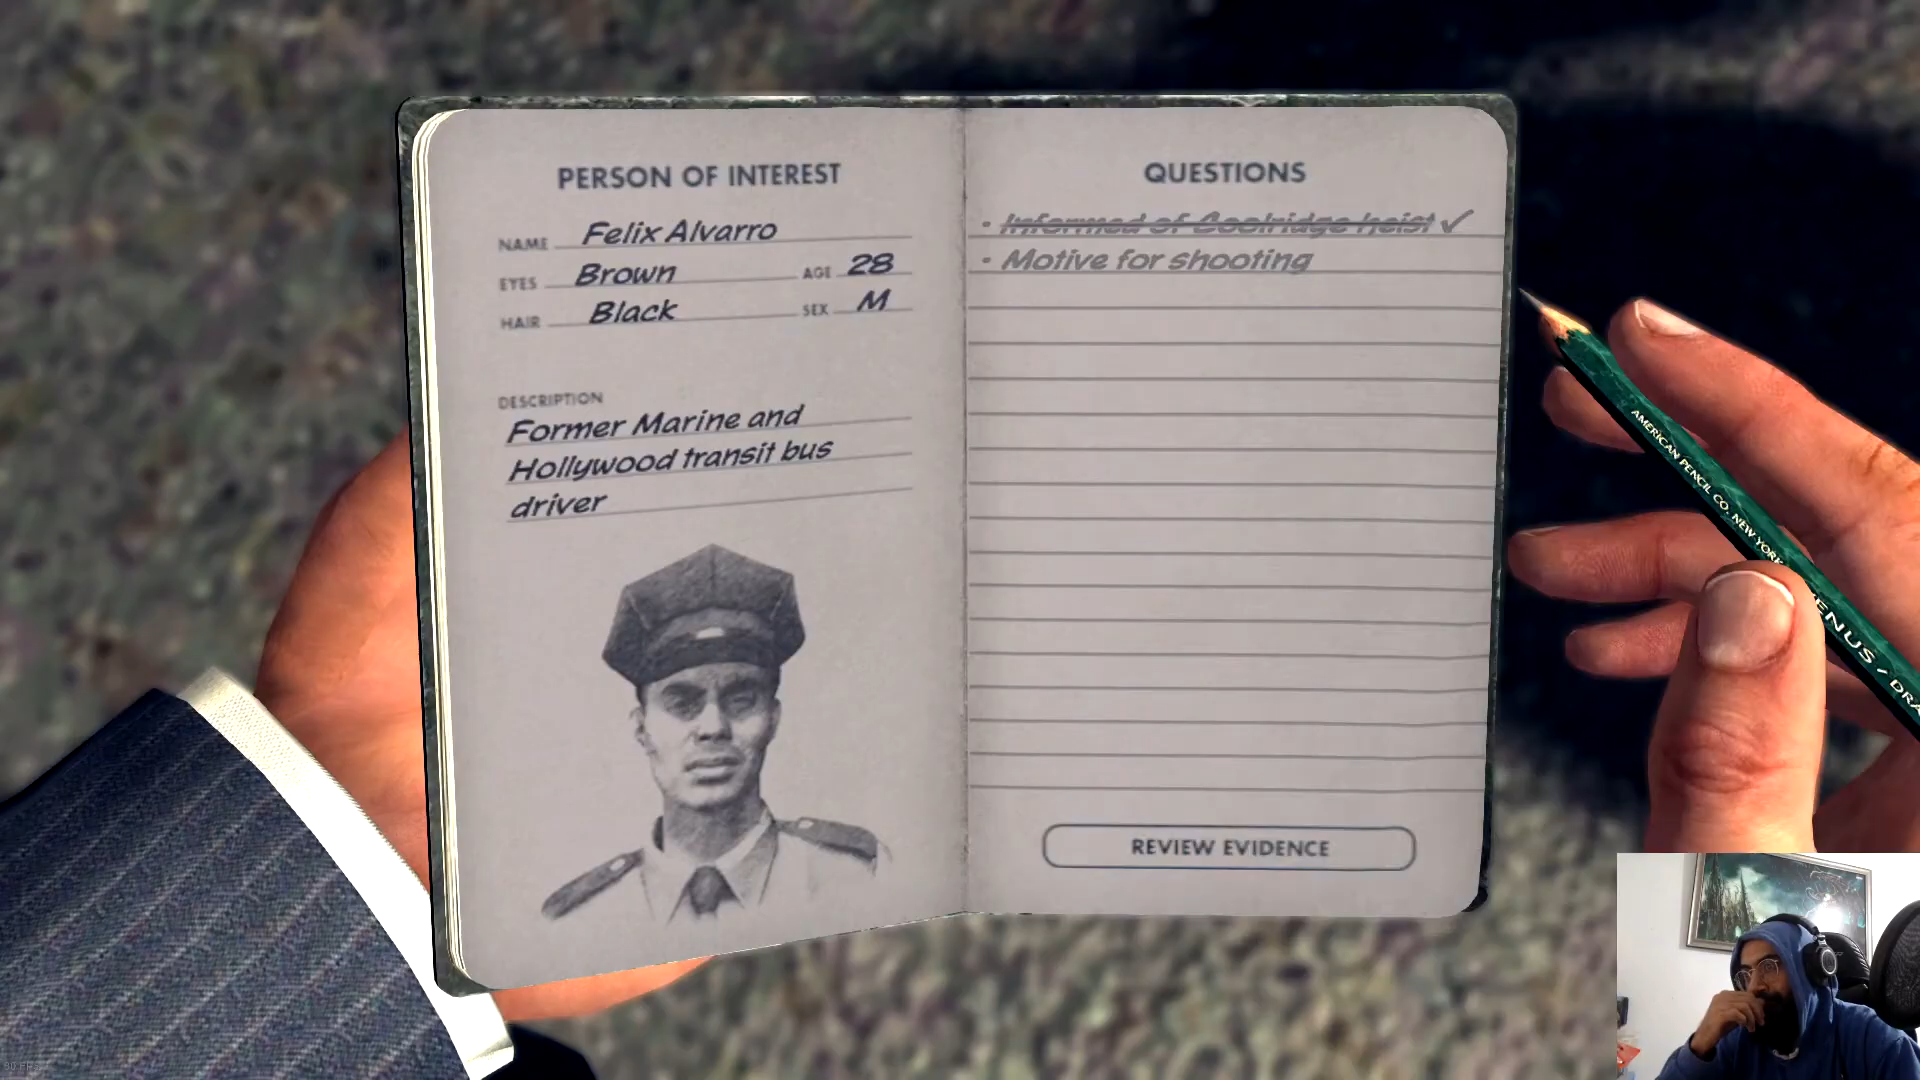 PERSON OF INTEREST
NAME Felix Alvarro
EYES Brown AGE 28
HAIR Black SEX M
DESCRIPTION
Former Marine and
Hollywood transit bus
driver
QUESTIONS
· Informed of Coolridge heist ✓
· Motive for shooting
REVIEW EVIDENCE
AMERICAN PENCIL CO. NEW YORK